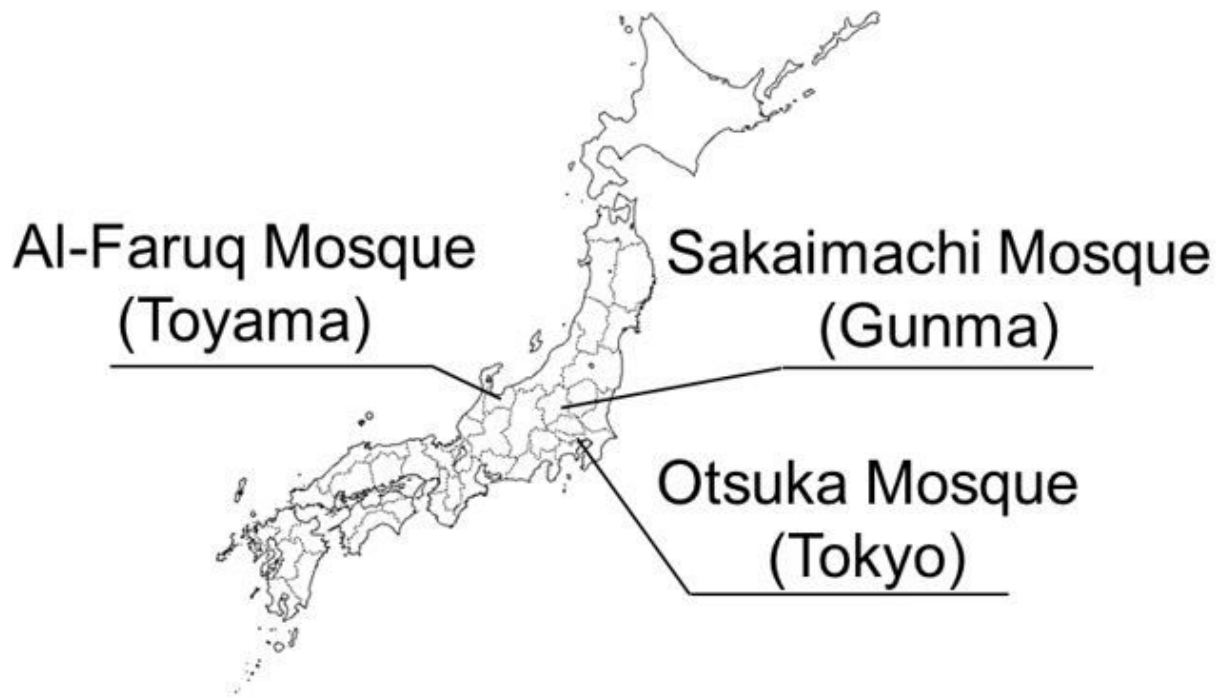 Al-Faruq Mosque
(Toyama)
Sakaimachi Mosque
(Gunma)
Otsuka Mosque
(Tokyo)